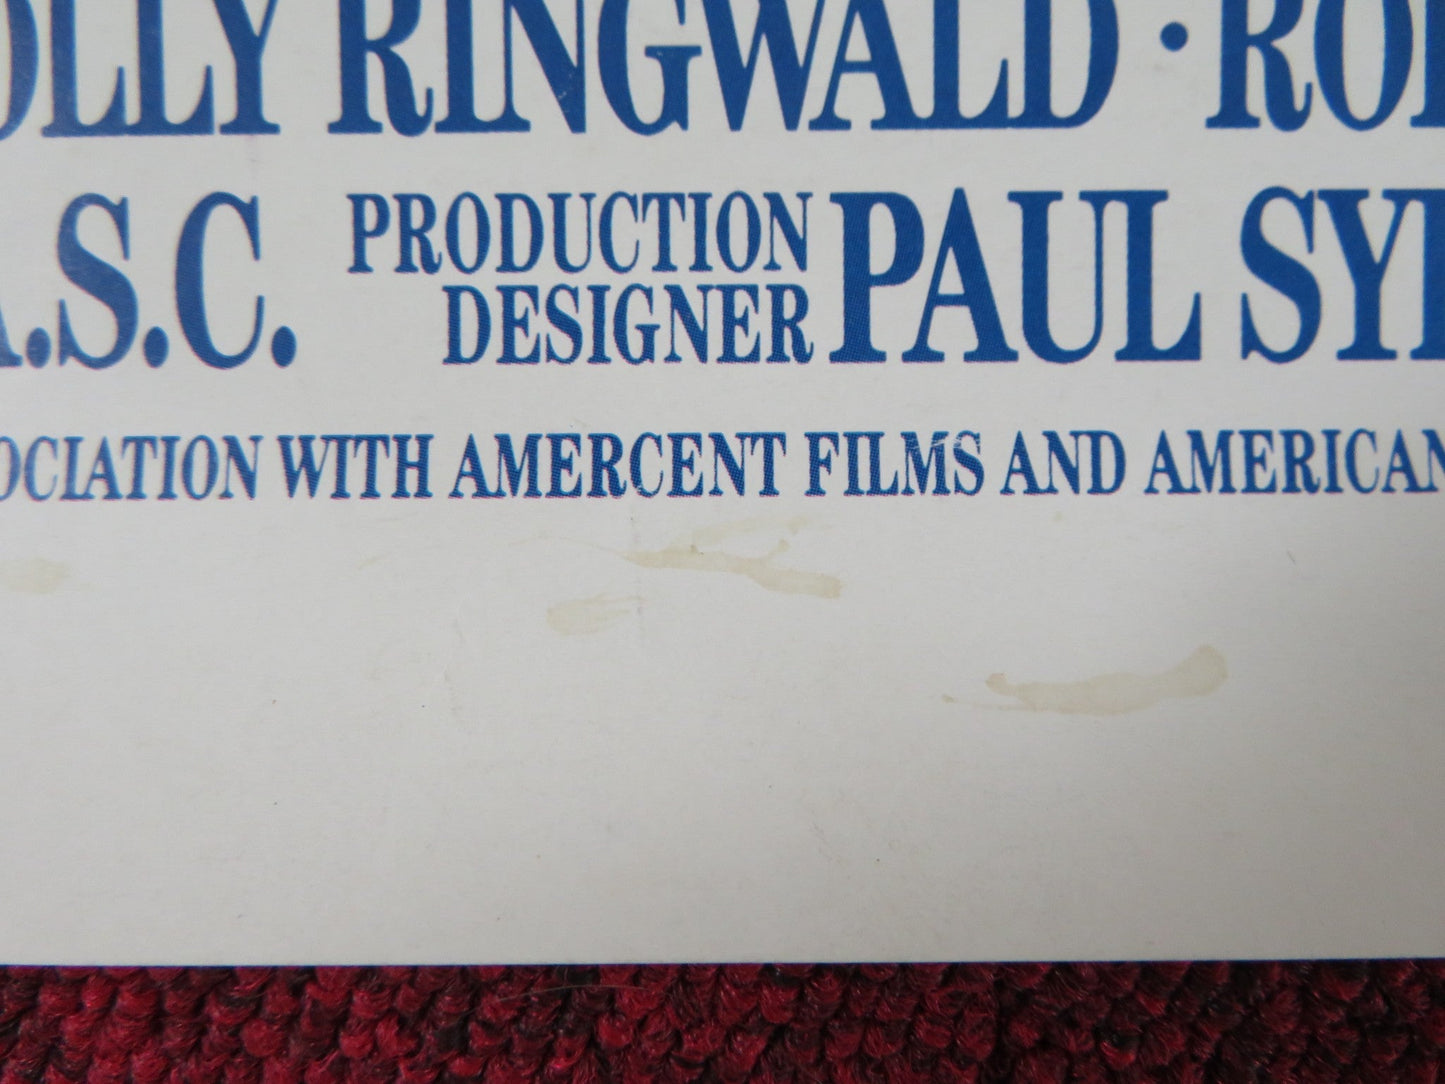 OLLY RINGWALD · RO
A.S.C. PRODUCTION DESIGNER PAUL SY
OCIATION WITH AMERCENT FILMS AND AMERICAN